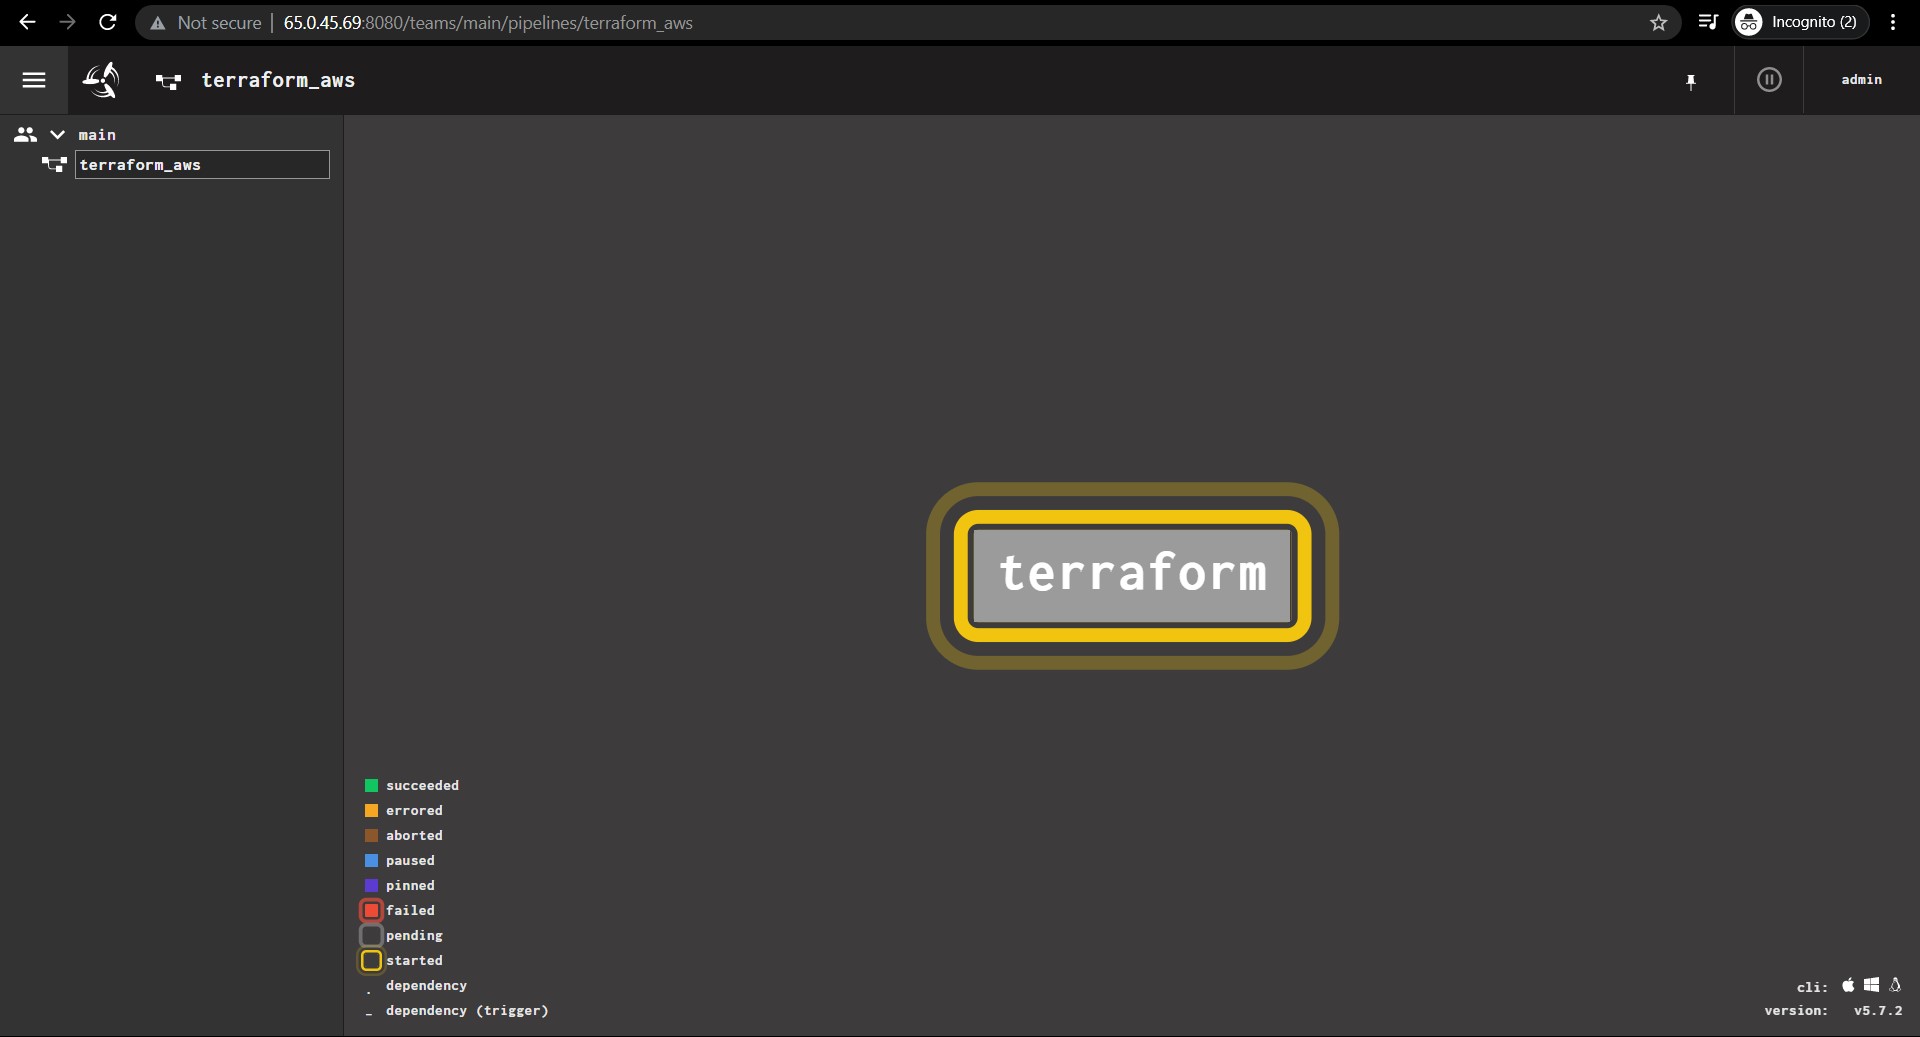 Not secure | 65.0.45.69:8080/teams/main/pipelines/terraform_aws
Incognito (2)
terraform_aws
admin
main
terraform_aws
terraform
succeeded
errored
aborted
paused
pinned
failed
pending
started
. dependency
- dependency (trigger)
cli:
version: v5.7.2